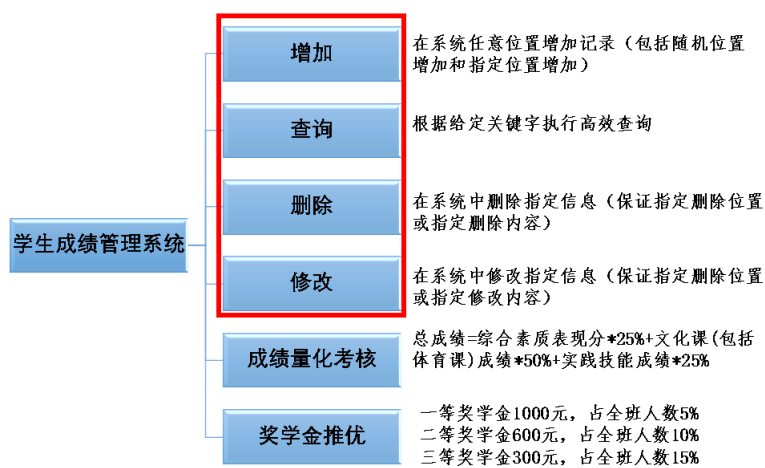 增加
在系统任意位置增加记录（包括随机位置
增加和指定位置增加）
查询
根据给定关键字执行高效查询
删除
在系统中删除指定信息（保证指定删除位置
或指定删除内容）
学生成绩管理系统
修改
在系统中修改指定信息（保证指定删除位置
或指定修改内容）
成绩量化考核
总成绩=综合素质表现分*25%+文化课(包括
体育课)成绩*50%+实践技能成绩*25%
奖学金推优
一等奖学金1000元，占全班人数5%
二等奖学金600元，占全班人数10%
三等奖学金300元，占全班人数15%